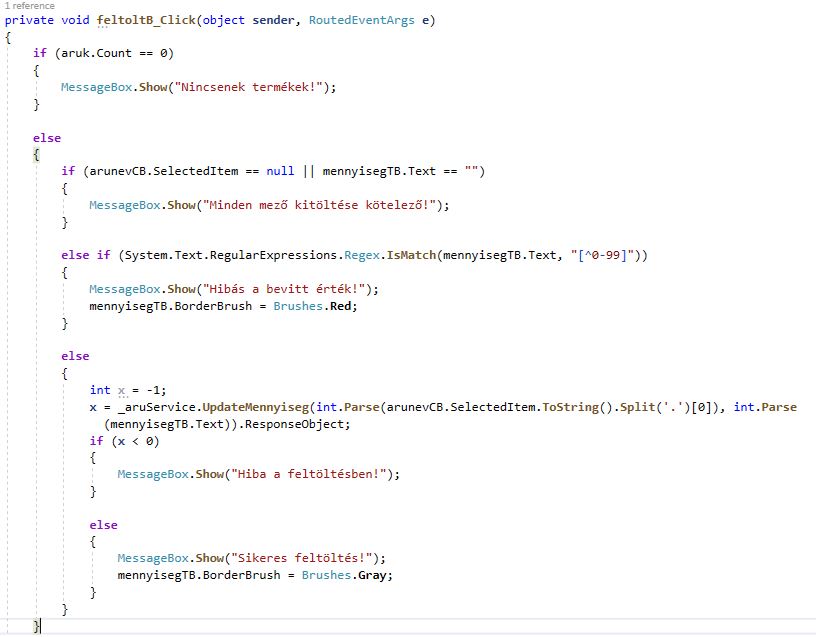 1 reference
private void feltoltB_Click(object sender, RoutedEventArgs e)
{
if (aruk.Count == 0)
{
MessageBox.Show("Nincsenek termékek!");
}
else
{
if (arunevCB.SelectedItem == null || mennyisegTB.Text == "")
{
MessageBox.Show("Minden mező kitöltése kötelező!");
}
else if (System.Text.RegularExpressions.Regex.IsMatch(mennyisegTB.Text, "[^0-99]"))
{
MessageBox.Show("Hibás a bevitt érték!");
mennyisegTB.BorderBrush = Brushes.Red;
}
else
{
int x = -1;
x = _aruService.UpdateMennyiseg(int.Parse(arunevCB.SelectedItem.ToString().Split('.')[0]), int.Parse
(mennyisegTB.Text)).ResponseObject;
if (x < 0)
{
MessageBox.Show("Hiba a feltöltésben!");
}
else
{
MessageBox.Show("Sikeres feltöltés!");
mennyisegTB.BorderBrush = Brushes.Gray;
}
}
}